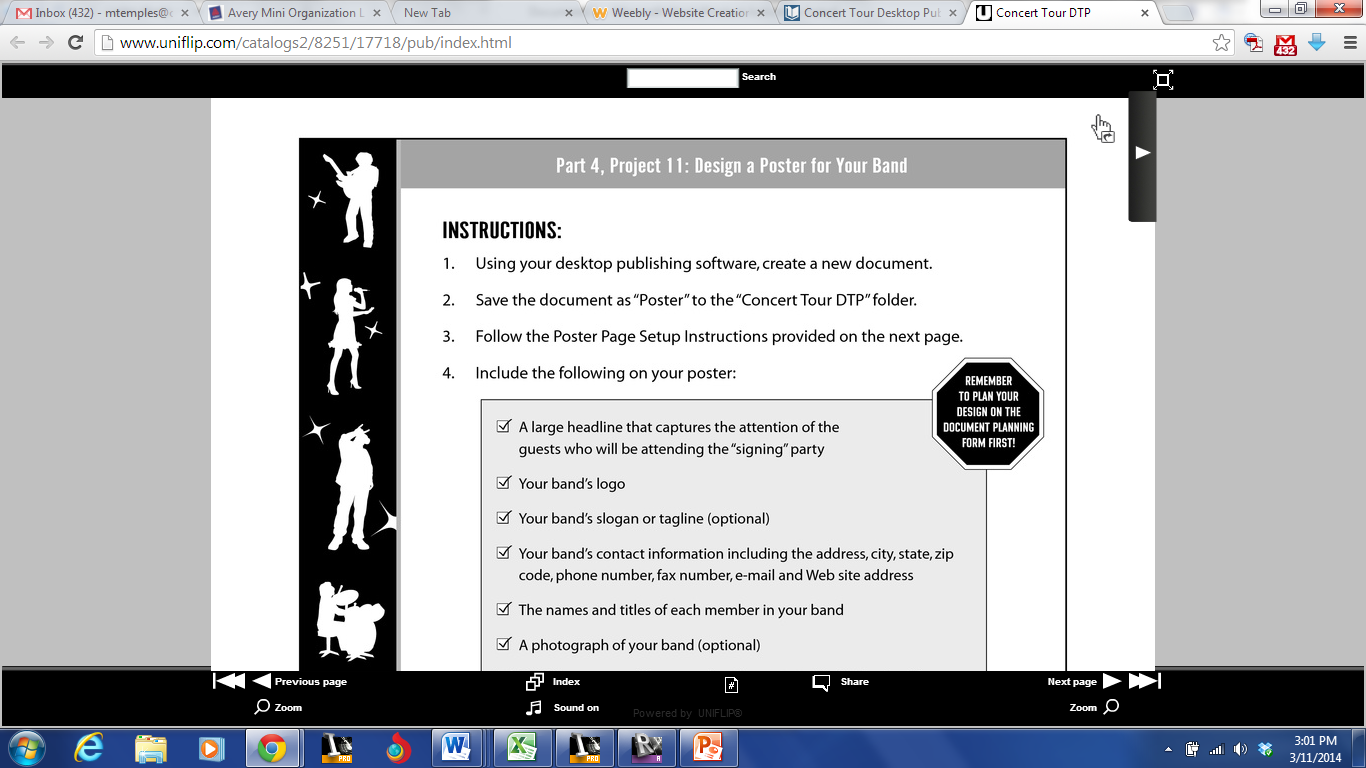 Inbox (432) - mtemples@
Avery Mini Organization
New Tab
Weebly - Website Creation
Concert Tour Desktop Pu
Concert Tour DTP
www.uniflip.com/catalogs2/8251/17718/pub/index.html
432
Search
Part 4, Project 11: Design a Poster for Your Band
INSTRUCTIONS:
1. Using your desktop publishing software, create a new document.
2. Save the document as “Poster” to the “Concert Tour DTP” folder.
3. Follow the Poster Page Setup Instructions provided on the next page.
4. Include the following on your poster:
REMEMBER
TO PLAN YOUR
DESIGN ON THE
DOCUMENT PLANNING
FORM FIRST!
A large headline that captures the attention of the
guests who will be attending the “signing” party
Your band’s logo
Your band’s slogan or tagline (optional)
Your band’s contact information including the address, city, state, zip
code, phone number, fax number, e-mail and Web site address
The names and titles of each member in your band
A photograph of your band (optional)
Previous page
Index
#
Share
Next page
Zoom
Sound on
Powered by UNIFLIP®
Zoom
PRO
PRO
3:01 PM
3/11/2014